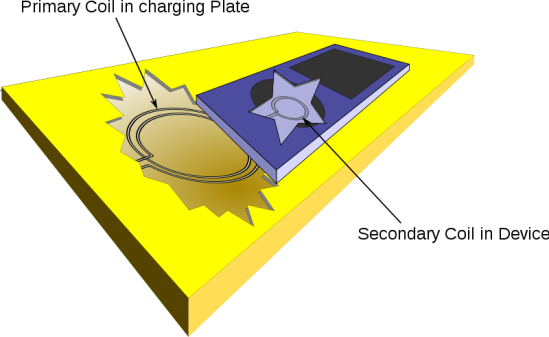 Primary Coil in charging Plate
Secondary Coil in Device